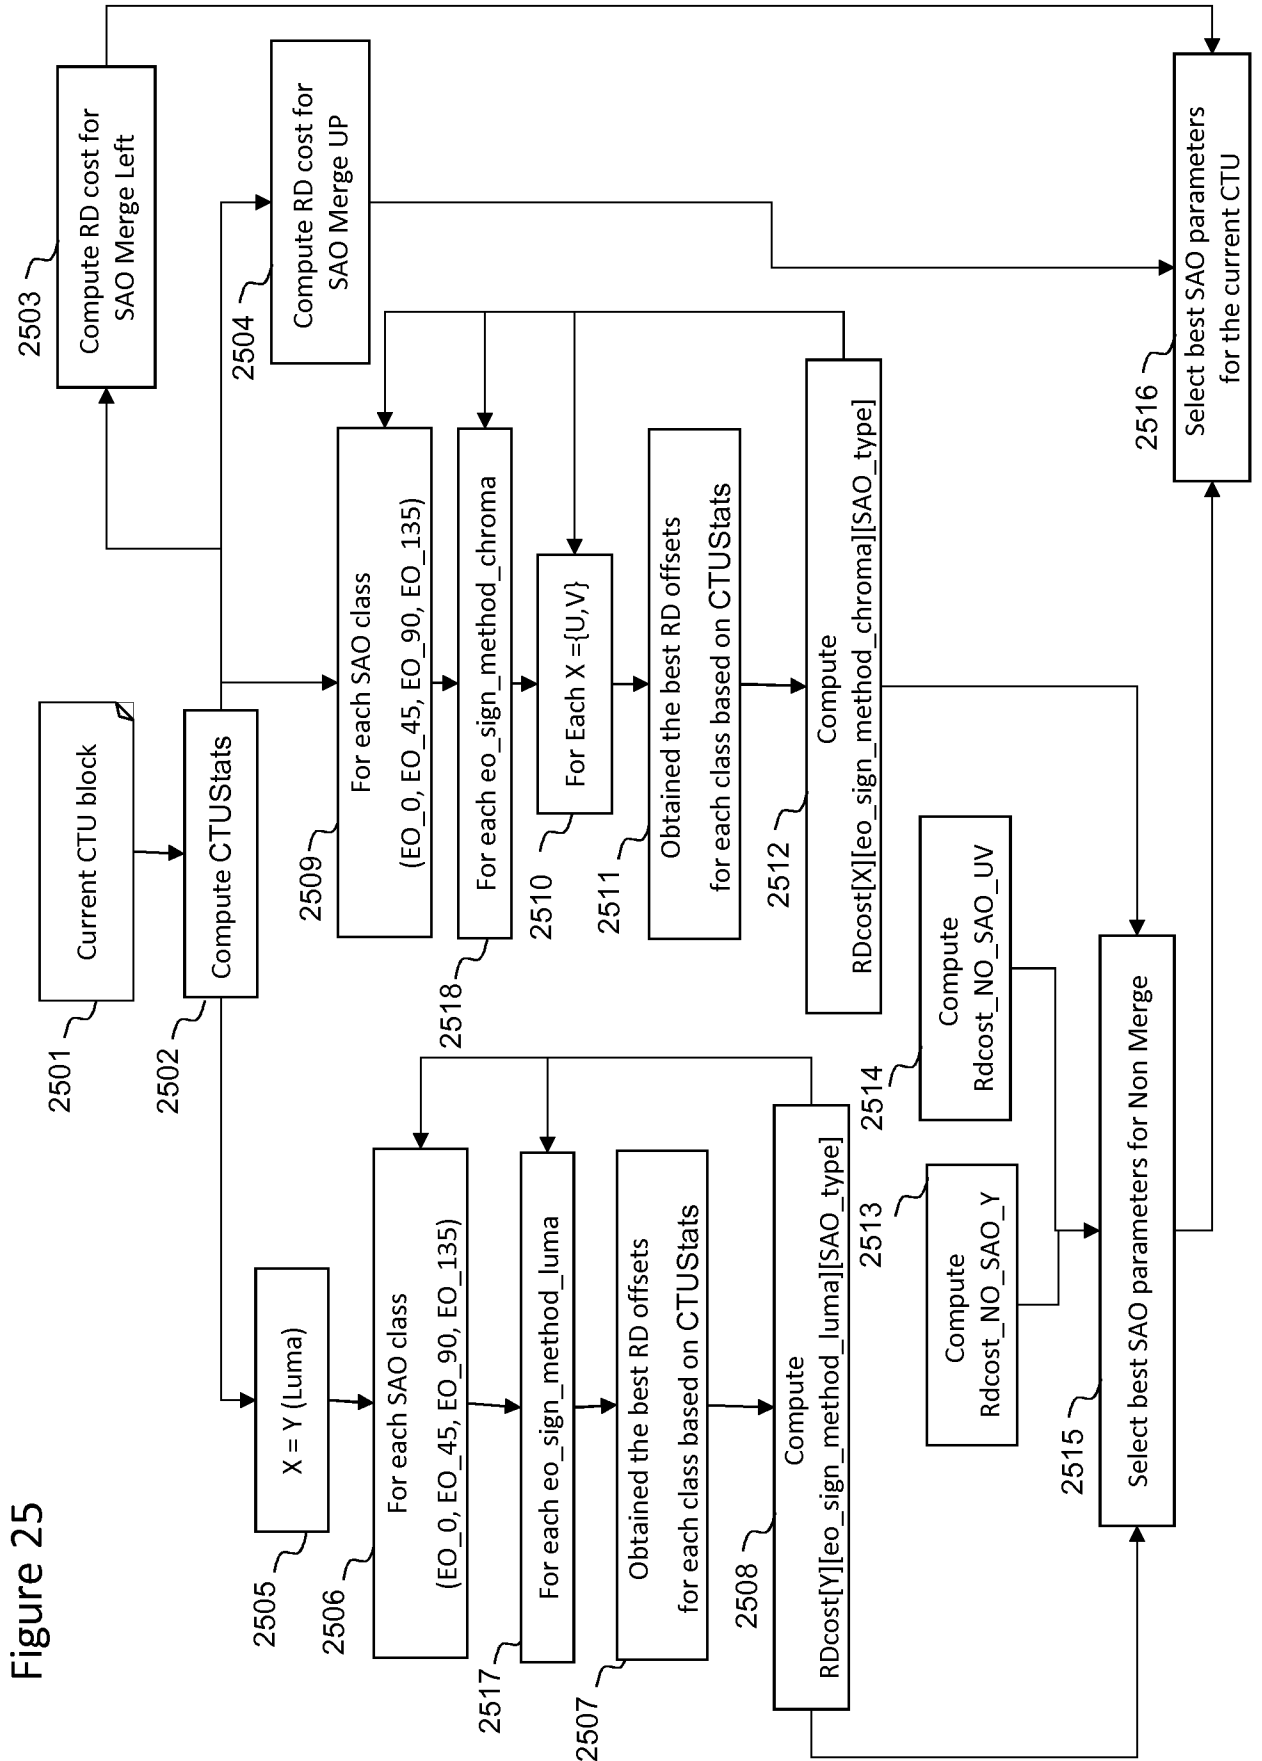 Figure 25
2501
Current CTU block
2502
Compute CTUStats
2503
Compute RD cost for
SAO Merge Left
2504
Compute RD cost for
SAO Merge UP
2505
X = Y (Luma)
2506
For each SAO class
(EO_0, EO_45, EO_90, EO_135)
2517
For each eo_sign_method_luma
2507
Obtained the best RD offsets
for each class based on CTUStats
2508
Compute
RDcost[Y][eo_sign_method_luma][SAO_type]
2509
For each SAO class
(EO_0, EO_45, EO_90, EO_135)
2518
For each eo_sign_method_chroma
2510
For Each X ={U,V}
2511
Obtained the best RD offsets
for each class based on CTUStats
2512
Compute
RDcost[X][eo_sign_method_chroma][SAO_type]
2513
Compute
Rdcost_NO_SAO_Y
2514
Compute
Rdcost_NO_SAO_UV
2515
Select best SAO parameters for Non Merge
2516
Select best SAO parameters
for the current CTU